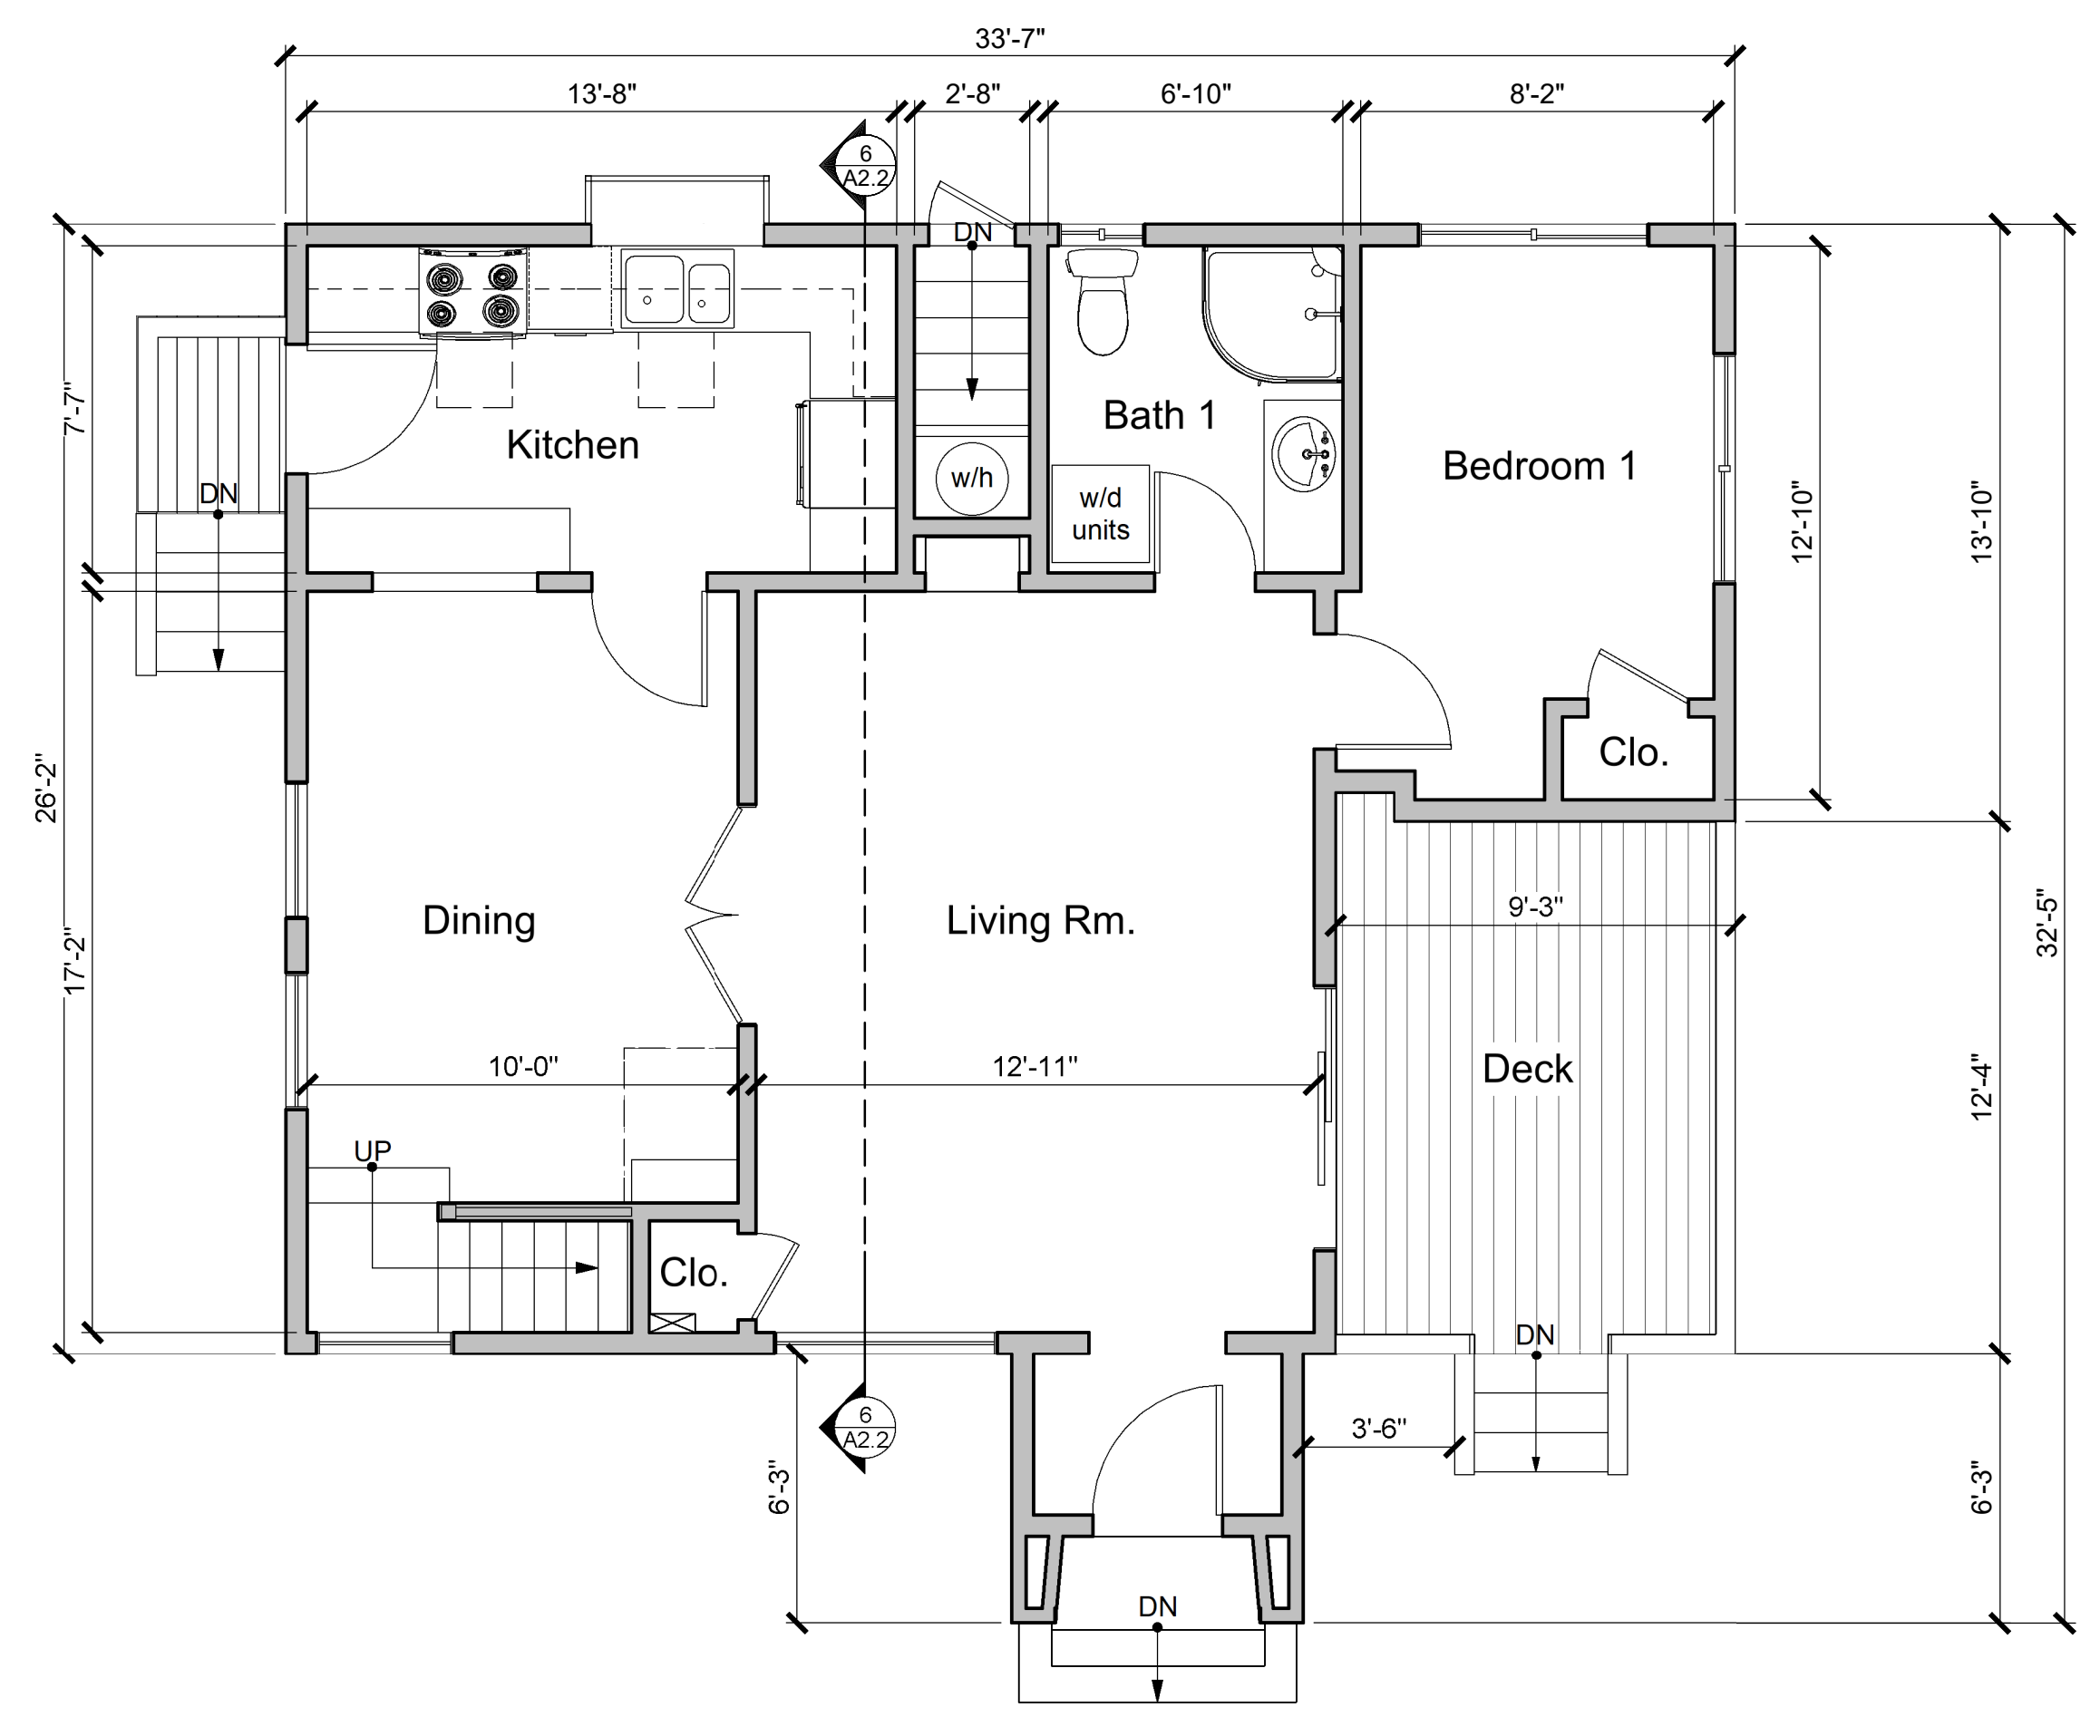 33'-7"
13'-8"
2'-8"
6'-10"
8'-2"
6
A2.2
DN
7'-7"
Kitchen
Bath 1
Bedroom 1
w/h
w/d
units
DN
12'-10"
13'-10"
26'-2"
Clo.
17'-2"
Dining
Living Rm.
9'-3"
32'-5"
10'-0"
12'-11"
Deck
12'-4"
UP
Clo.
DN
6
A2.2
3'-6"
6'-3"
6'-3"
DN